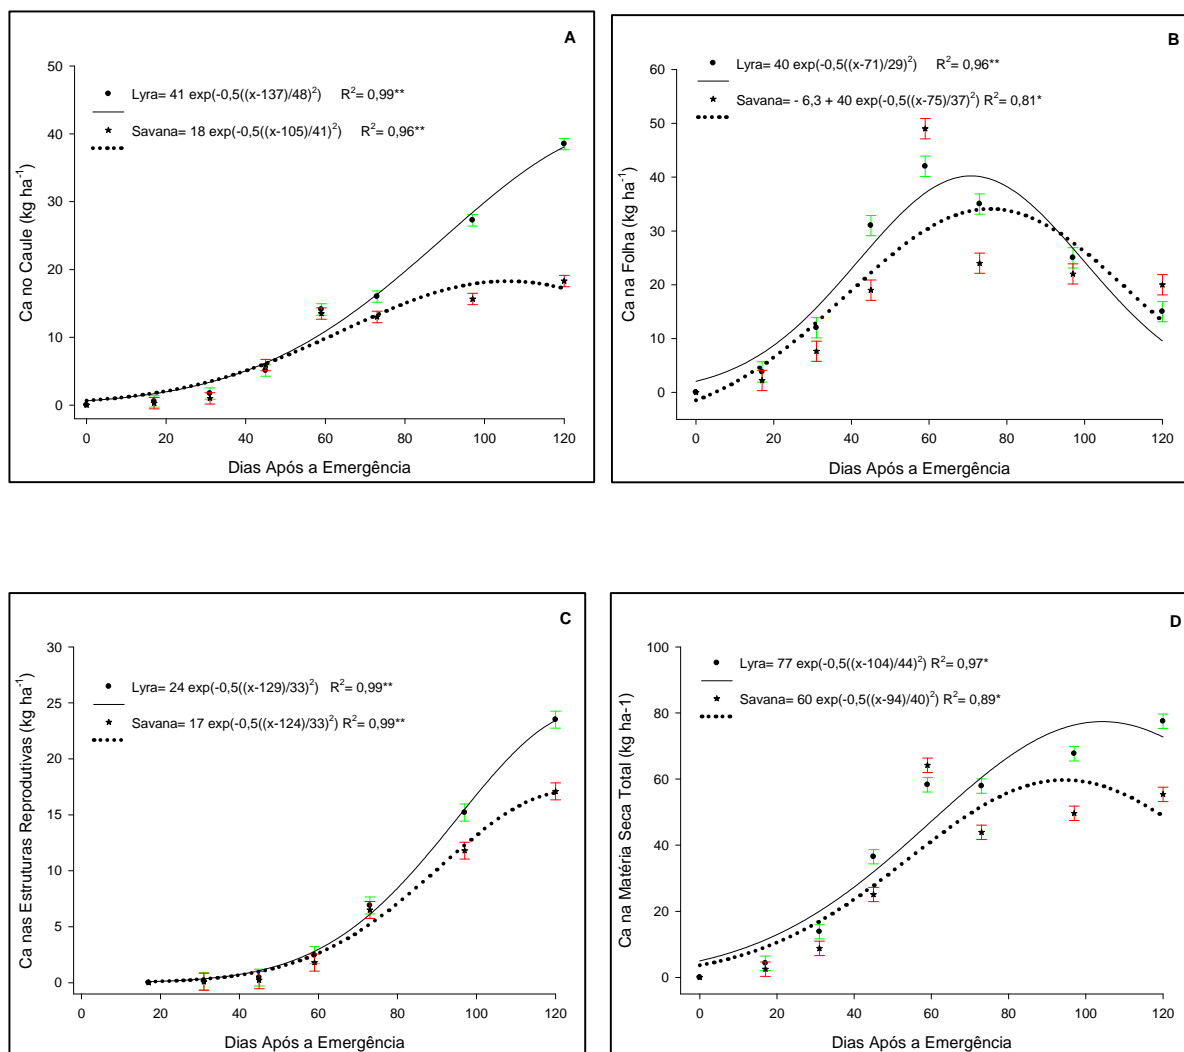 A
Lyra= 41 exp(-0,5((x-137)/48)²) R²= 0,99**
Savana= 18 exp(-0,5((x-105)/41)²) R²= 0,96**
Ca no Caule (kg ha⁻¹)
50
40
30
20
10
0
0 20 40 60 80 100 120
Dias Após a Emergência
B
Lyra= 40 exp(-0,5((x-71)/29)²) R²= 0,96**
Savana= - 6,3 + 40 exp(-0,5((x-75)/37)²) R²= 0,81*
Ca na Folha (kg ha⁻¹)
60
50
40
30
20
10
0
0 20 40 60 80 100 120
Dias Após a Emergência
C
Lyra= 24 exp(-0,5((x-129)/33)²) R²= 0,99**
Savana= 17 exp(-0,5((x-124)/33)²) R²= 0,99**
Ca nas Estruturas Reprodutivas (kg ha⁻¹)
30
25
20
15
10
5
0
0 20 40 60 80 100 120
Dias Após a Emergência
D
Lyra= 77 exp(-0,5((x-104)/44)²) R²= 0,97*
Savana= 60 exp(-0,5((x-94)/40)²) R²= 0,89*
Ca na Matéria Seca Total (kg ha-1)
100
80
60
40
20
0
0 20 40 60 80 100 120
Dias Após a Emergência